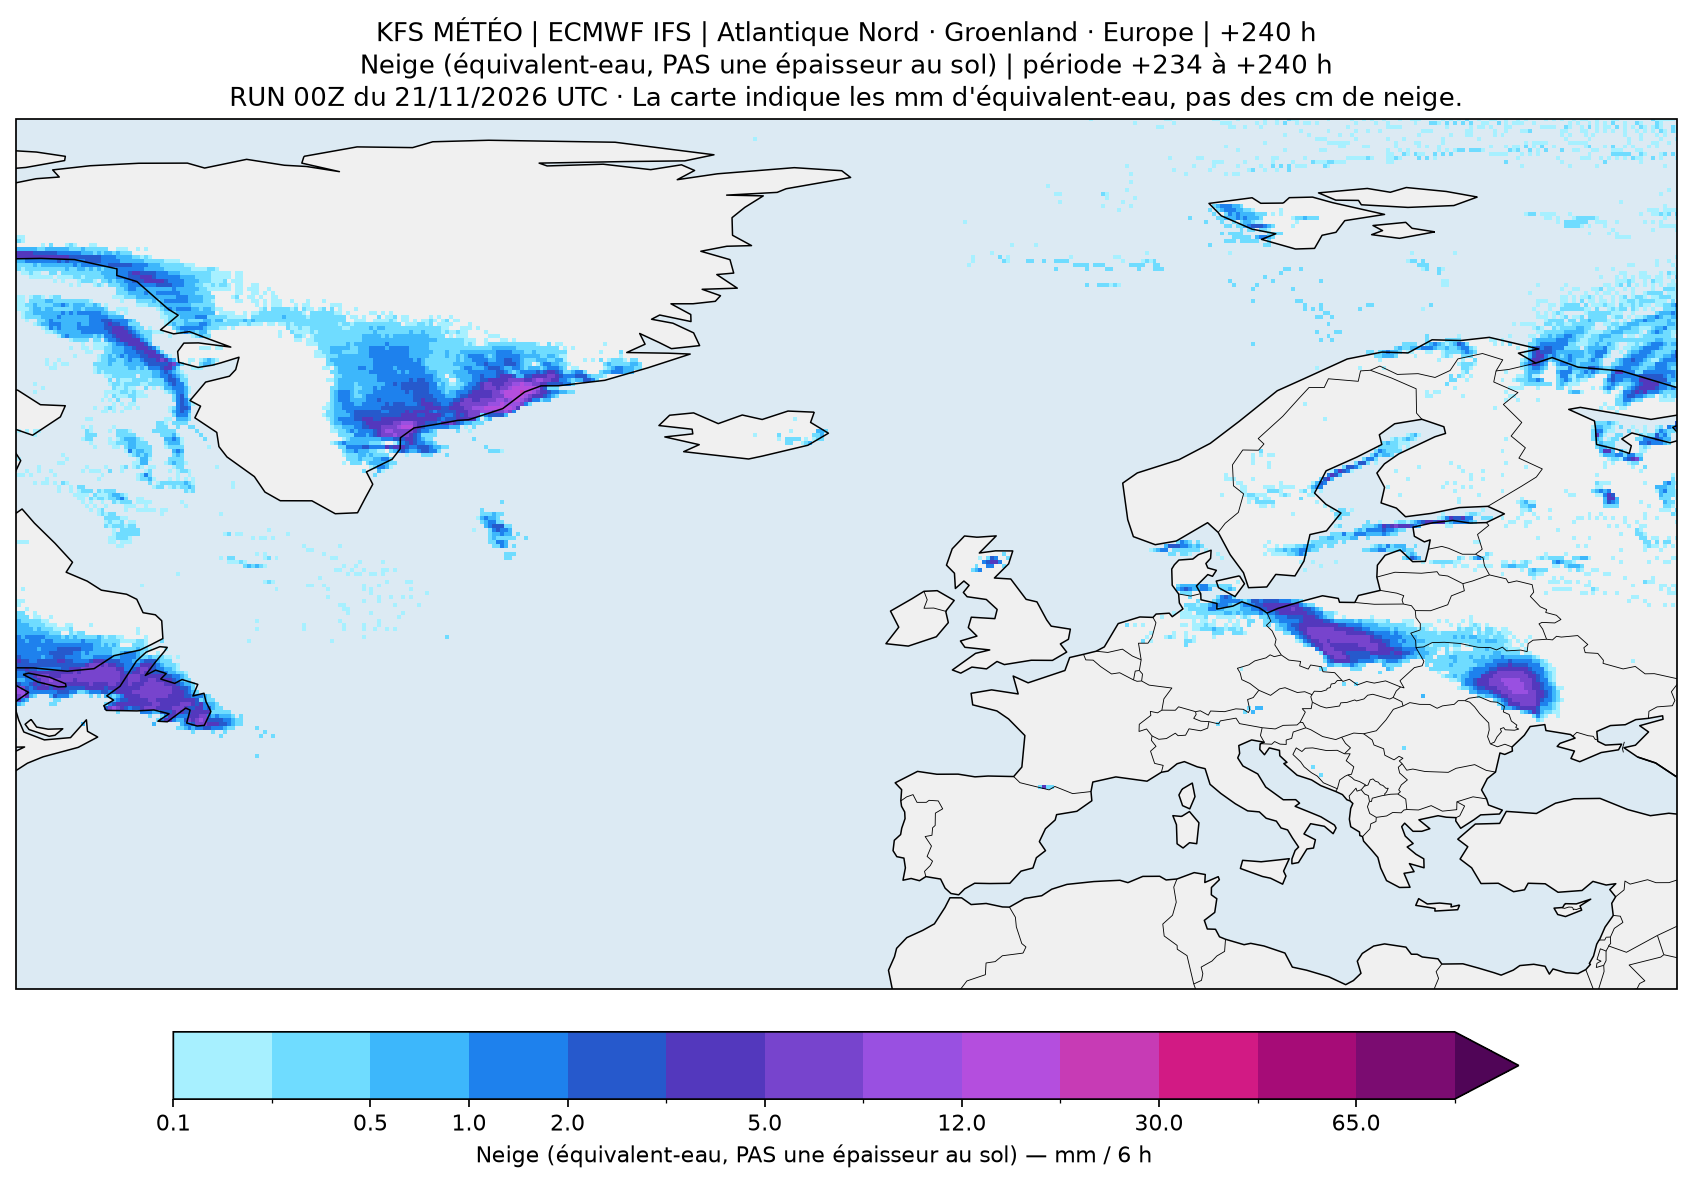 KFS MÉTÉO | ECMWF IFS | Atlantique Nord · Groenland · Europe | +240 h
Neige (équivalent-eau, PAS une épaisseur au sol) | période +234 à +240 h
RUN 00Z du 21/11/2026 UTC · La carte indique les mm d'équivalent-eau, pas des cm de neige.
0.1 0.5 1.0 2.0 5.0 12.0 30.0 65.0
Neige (équivalent-eau, PAS une épaisseur au sol) — mm / 6 h